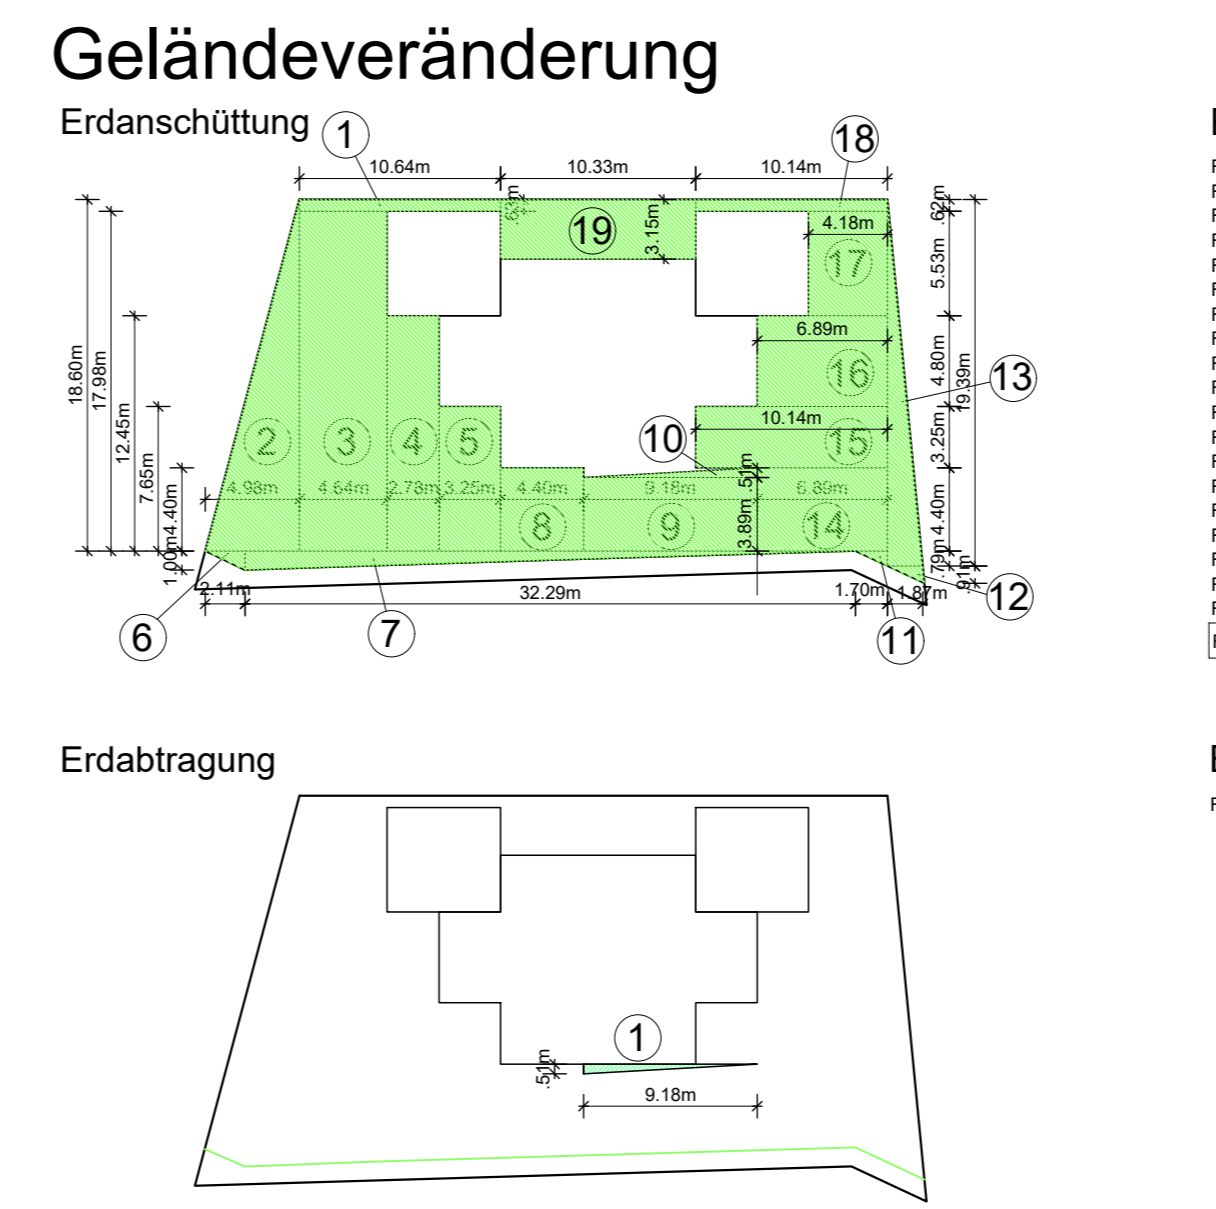 Geländeveränderung
Erdanschüttung
1
18
10.64m
10.33m
10.14m
.63m
.62m
19
3.15m
4.18m
17
5.53m
6.89m
16
4.80m
19.39m
13
18.60m
17.98m
12.45m
7.65m
4.40m
1.00m
10.14m
10
15
3.25m
2
3
4
5
.51m
4.98m
4.64m
2.78m
3.25m
4.40m
9.18m
6.89m
8
9
3.89m
14
4.40m
.79m
.91m
2.11m
32.29m
1.70m
1.87m
12
6
7
11
Erdabtragung
1
.51m
9.18m